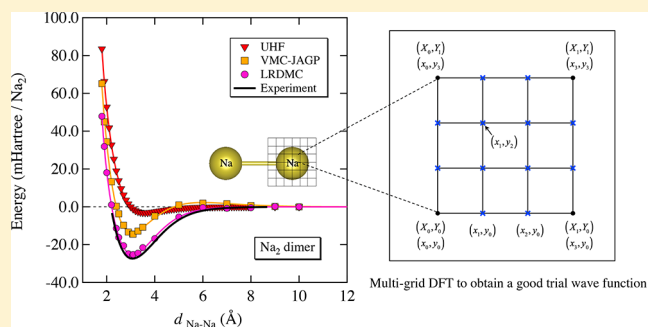 100.0
80.0
60.0
40.0
20.0
0.0
-20.0
-40.0
Energy (mHartree / Na₂)
UHF
VMC-JAGP
LRDMC
Experiment
Na
Na
Na₂ dimer
2 4 6 8 10 12
d Na-Na (Å)
(X₀,Y₁) (X₁,Y₁)
(x₀,y₃) (x₃,y₃)
(x₁,y₂)
(X₀,Y₀) (X₁,Y₀)
(x₀,y₀) (x₁,y₀) (x₂,y₀) (x₃,y₀)
Multi-grid DFT to obtain a good trial wave function